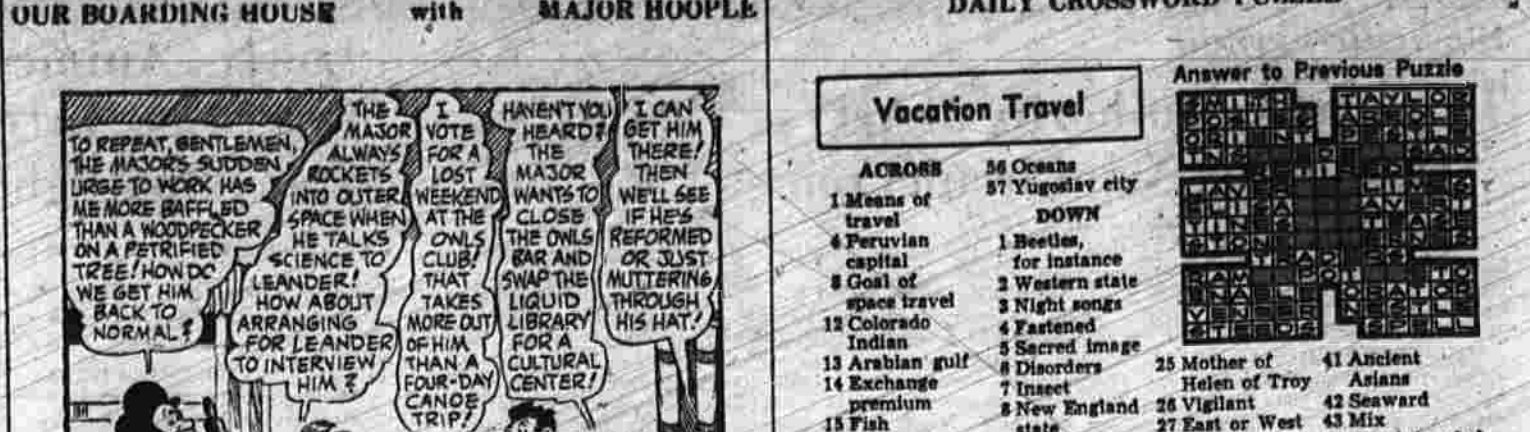 OUR BOARDING HOUSE with MAJOR HOOPLE
TO REPEAT, GENTLEMEN,
THE MAJOR'S SUDDEN
URGE TO WORK HAS
ME MORE BAFFLED
THAN A WOODPECKER
ON A PETRIFIED
TREE! HOW DO
WE GET HIM
BACK TO
NORMAL?
THE
MAJOR
ALWAYS
ROCKETS
INTO OUTER
SPACE WHEN
HE TALKS
SCIENCE TO
LEANDER!
HOW ABOUT
ARRANGING
FOR LEANDER
TO INTERVIEW
HIM?
I
VOTE
FOR A
LOST
WEEKEND
AT THE
OWLS
CLUB!
THAT
TAKES
MORE OUT
OF HIM
THAN A
FOUR-DAY
CANOE
TRIP!
HAVEN'T YOU
HEARD?
THE
MAJOR
WANTS TO
CLOSE
THE OWLS
BAR AND
SWAP THE
LIQUID
LIBRARY
FOR A
CULTURAL
CENTER!
I CAN
GET HIM
THERE!
THEN
WE'LL SEE
IF HE'S
REFORMED
OR JUST
MUTTERING
THROUGH
HIS HAT!
DAILY CROSSWORD PUZZLE
Vacation Travel
ACROSS
1 Means of
travel
4 Peruvian
capital
8 Goal of
space travel
12 Colorado
Indian
13 Arabian gulf
14 Exchange
premium
15 Fish
56 Oceans
57 Yugoslav city
DOWN
1 Beetles,
for instance
2 Western state
3 Night songs
4 Fastened
5 Sacred image
6 Disorders
7 Insect
8 New England
state
Answer to Previous Puzzle
25 Mother of
Helen of Troy
26 Vigilant
27 East or West
41 Ancient
Asians
42 Seaward
43 Mix